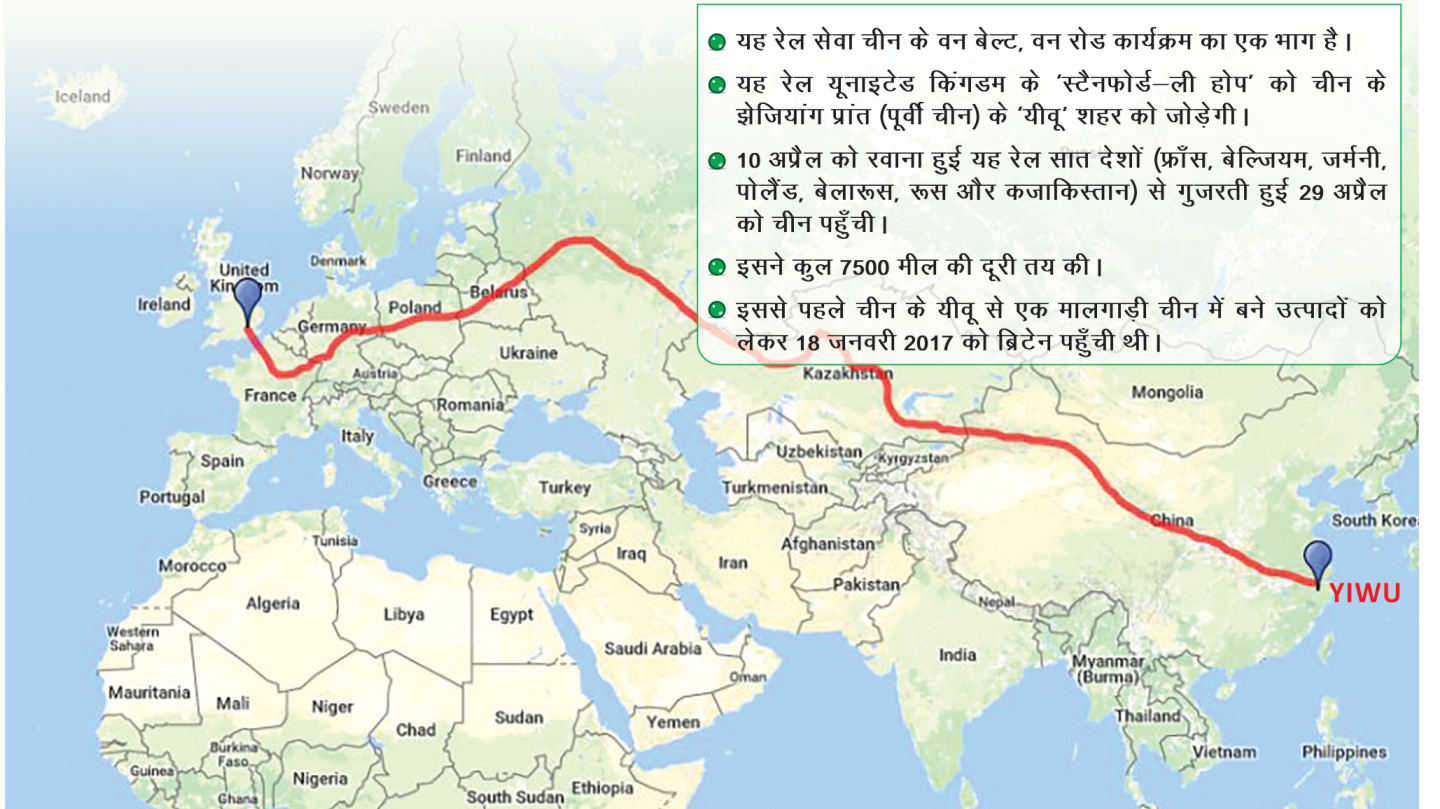 यह रेल सेवा चीन के वन बेल्ट, वन रोड कार्यक्रम का एक भाग है।
यह रेल यूनाइटेड किंगडम के 'स्टैनफोर्ड–ली होप' को चीन के
झेजियांग प्रांत (पूर्वी चीन) के 'यीवू' शहर को जोड़ेगी।
10 अप्रैल को रवाना हुई यह रेल सात देशों (फ्राँस, बेल्जियम, जर्मनी,
पोलैंड, बेलारूस, रूस और कजाकिस्तान) से गुजरती हुई 29 अप्रैल
को चीन पहुँची।
इसने कुल 7500 मील की दूरी तय की।
इससे पहले चीन के यीवू से एक मालगाड़ी चीन में बने उत्पादों को
लेकर 18 जनवरी 2017 को ब्रिटेन पहुँची थी।
Iceland
Sweden
Finland
Norway
Denmark
United
Kingdom
Ireland
Poland
Belarus
Germany
Ukraine
Austria
France
Romania
Kazakhstan
Mongolia
Italy
Spain
Uzbekistan
Kyrgyzstan
Portugal
Greece
Turkey
Turkmenistan
China
South Kore
Syria
Tunisia
Iraq
Iran
Afghanistan
Morocco
Pakistan
YIWU
Algeria
Libya
Egypt
Nepal
Western
Sahara
Saudi Arabia
India
Myanmar
(Burma)
Oman
Mauritania
Mali
Niger
Chad
Sudan
Yemen
Thailand
Burkina
Faso
Vietnam
Philippines
Guinea
Nigeria
Ethiopia
Ghana
South Sudan